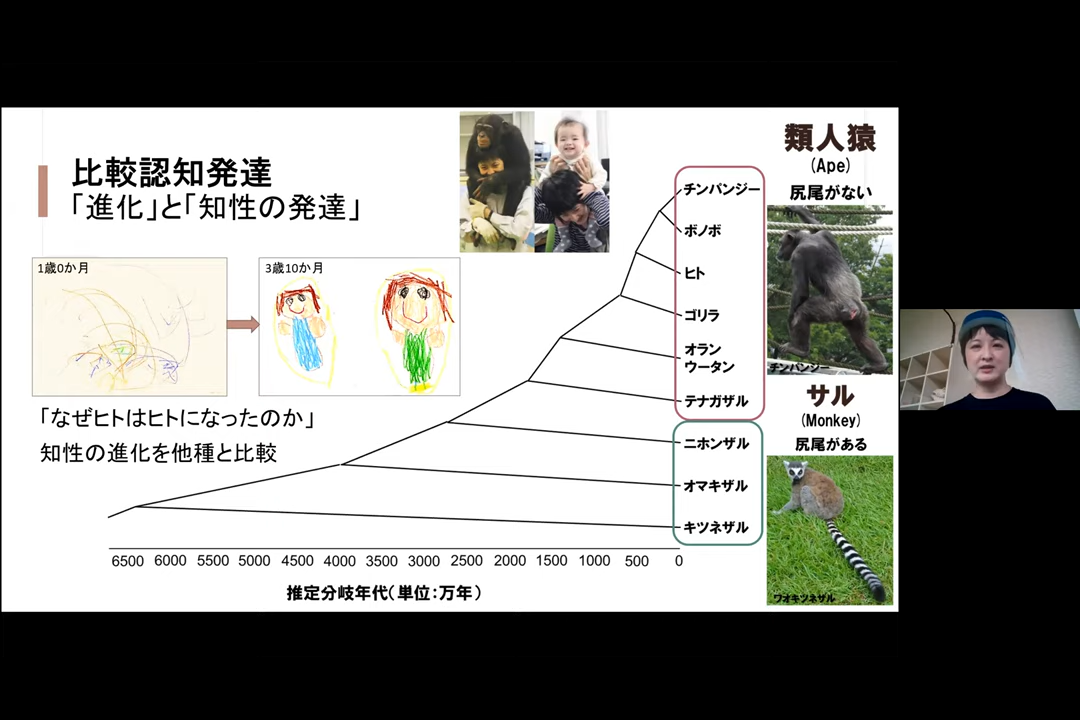 比較認知発達
「進化」と「知性の発達」
1歳0か月
3歳10か月
「なぜヒトはヒトになったのか」
知性の進化を他種と比較
チンパンジー
ボノボ
ヒト
ゴリラ
オラン
ウータン
テナガザル
ニホンザル
オマキザル
キツネザル
6500 6000 5500 5000 4500 4000 3500 3000 2500 2000 1500 1000 500 0
推定分岐年代(単位:万年)
類人猿
(Ape)
尻尾がない
チンパンジー
サル
(Monkey)
尻尾がある
ワオキツネザル